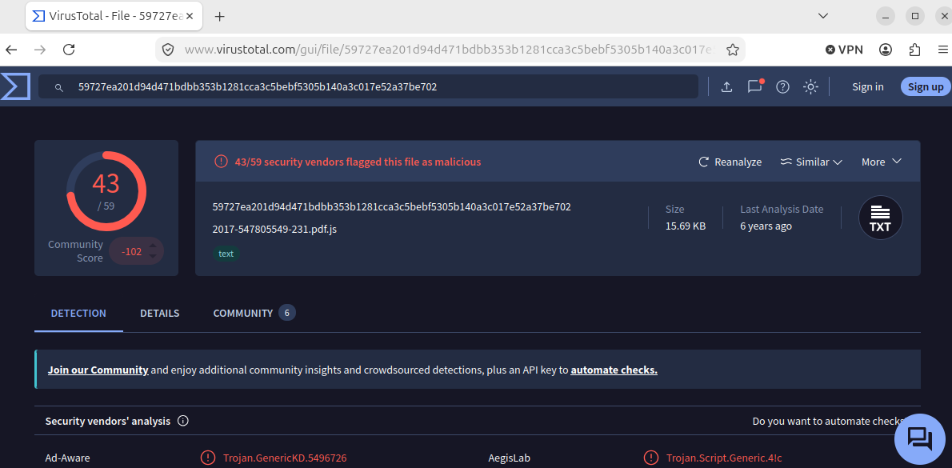 VirusTotal - File - 59727ea
www.virustotal.com/gui/file/59727ea201d94d471bdbb353b1281cca3c5bebf5305b140a3c017e
VPN
59727ea201d94d471bdbb353b1281cca3c5bebf5305b140a3c017e52a37be702
Sign in
Sign up
43
/ 59
Community
Score
-102
43/59 security vendors flagged this file as malicious
Reanalyze
Similar
More
59727ea201d94d471bdbb353b1281cca3c5bebf5305b140a3c017e52a37be702
2017-547805549-231.pdf.js
text
Size
15.69 KB
Last Analysis Date
6 years ago
TXT
DETECTION
DETAILS
COMMUNITY 6
Join our Community and enjoy additional community insights and crowdsourced detections, plus an API key to automate checks.
Security vendors' analysis
Do you want to automate checks
Ad-Aware
Trojan.GenericKD.5496726
AegisLab
Trojan.Script.Generic.4!c